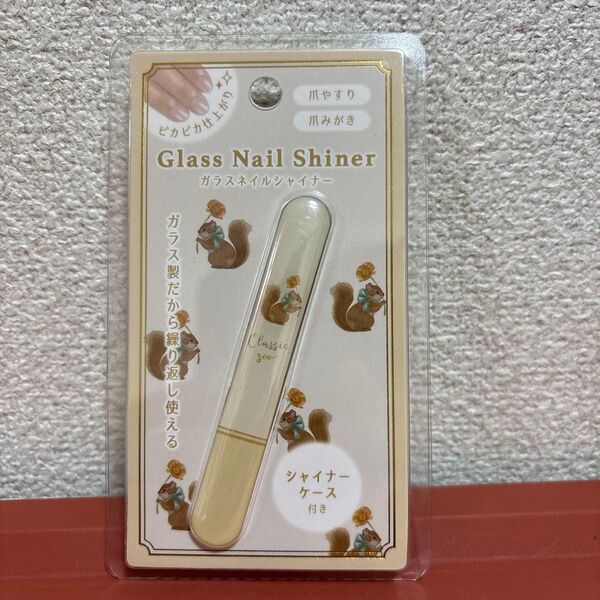 ピカピカ仕上がり
爪やすり
爪みがき
Glass Nail Shiner
ガラスネイルシャイナー
ガラス製だから繰り返し使える
Classic
zoo
シャイナー
ケース
付き